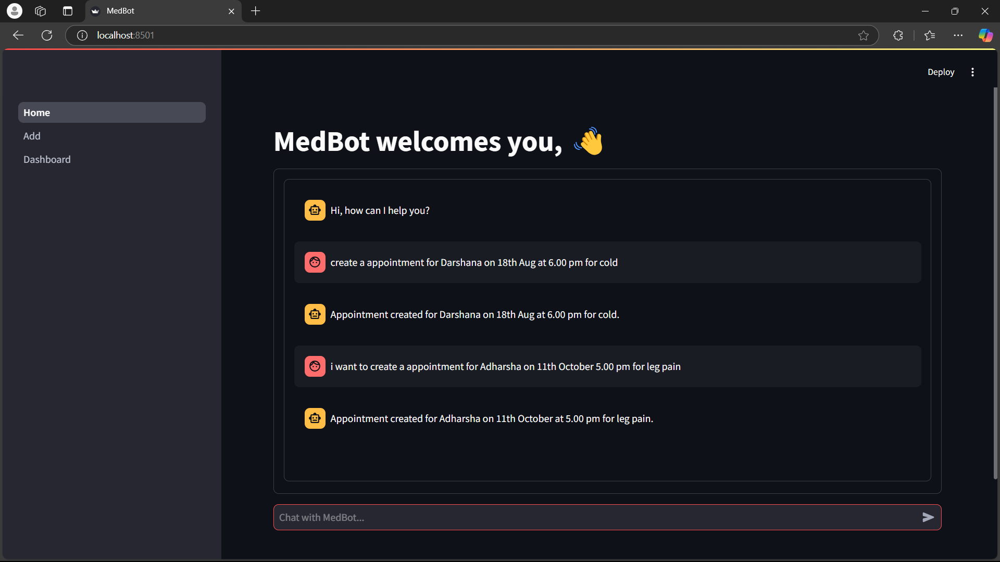 MedBot
localhost:8501
Deploy
Home
Add
Dashboard
MedBot welcomes you, 👋
Hi, how can I help you?
create a appointment for Darshana on 18th Aug at 6.00 pm for cold
Appointment created for Darshana on 18th Aug at 6.00 pm for cold.
i want to create a appointment for Adharsha on 11th October 5.00 pm for leg pain
Appointment created for Adharsha on 11th October at 5.00 pm for leg pain.
Chat with MedBot...